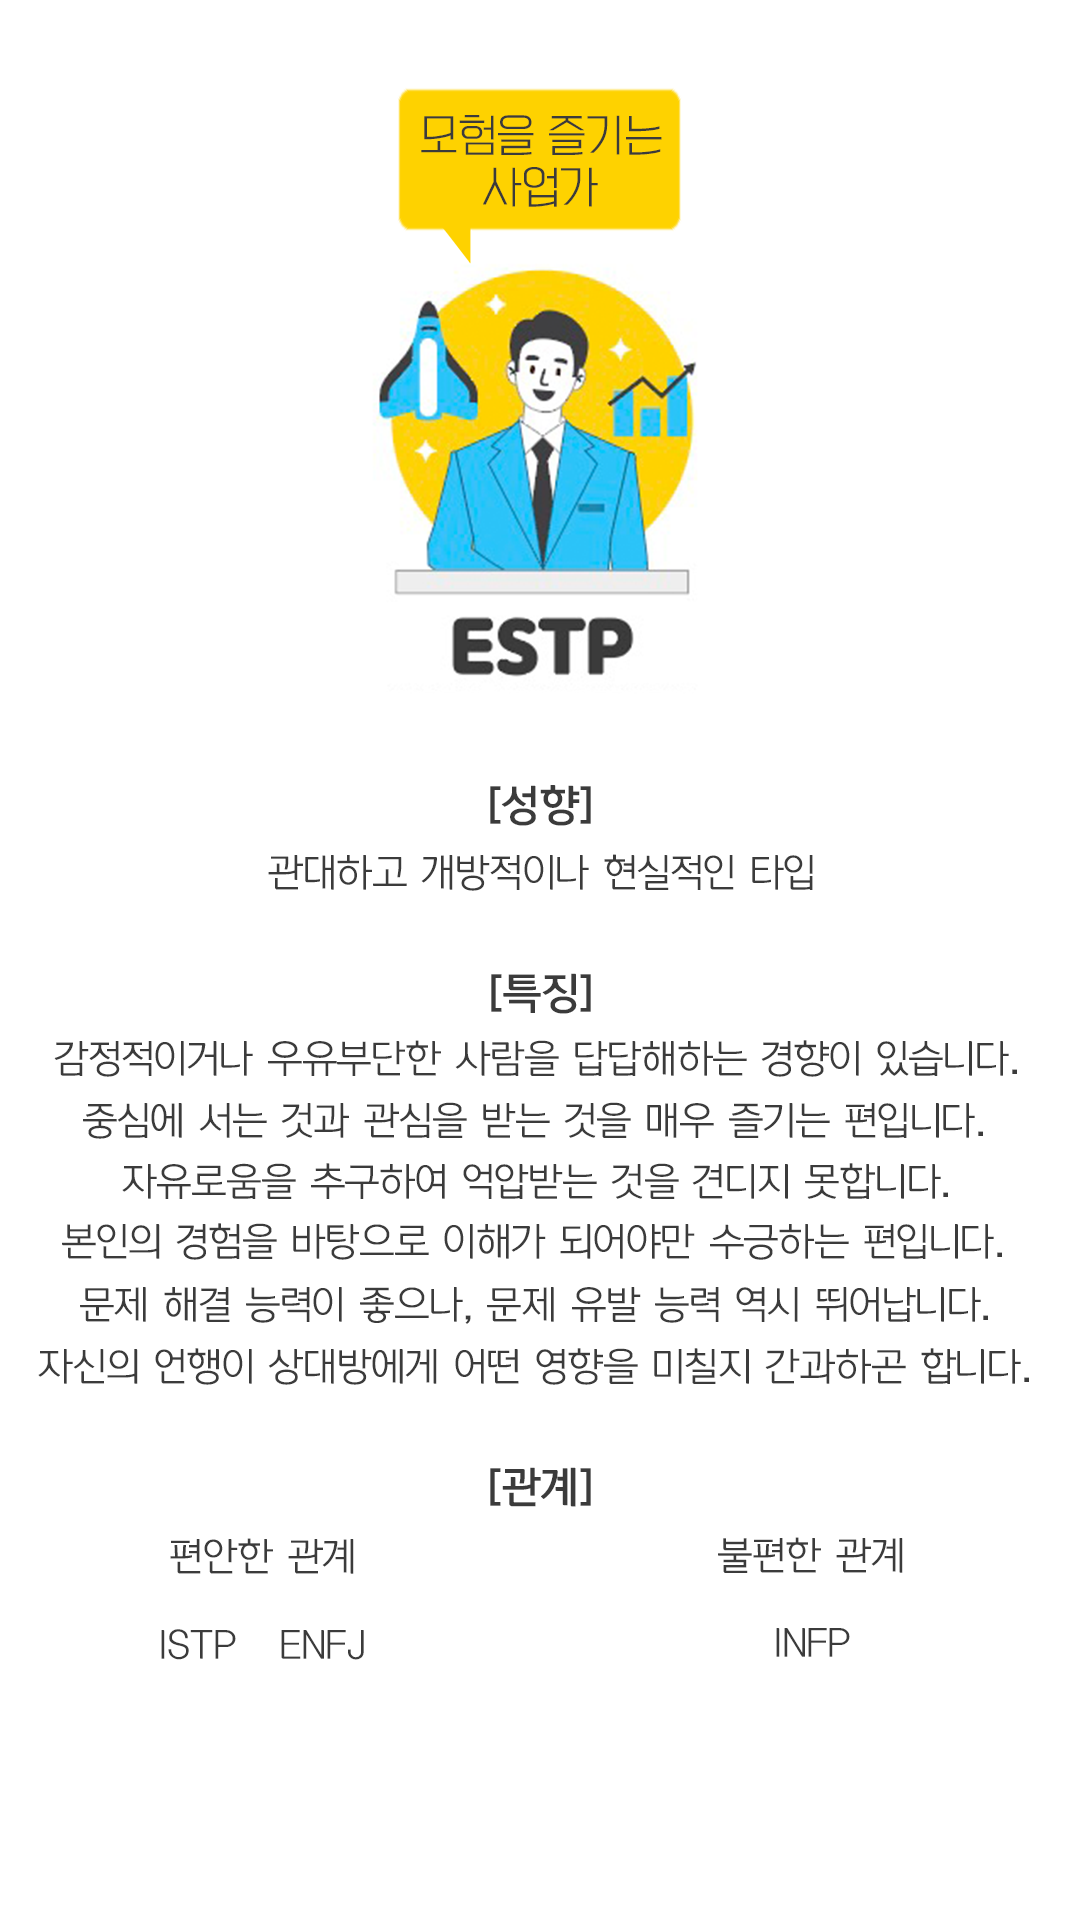 모험을 즐기는
사업가
ESTP
[성향]
관대하고 개방적이나 현실적인 타입
[특징]
감정적이거나 우유부단한 사람을 답답해하는 경향이 있습니다.
중심에 서는 것과 관심을 받는 것을 매우 즐기는 편입니다.
자유로움을 추구하여 억압받는 것을 견디지 못합니다.
본인의 경험을 바탕으로 이해가 되어야만 수긍하는 편입니다.
문제 해결 능력이 좋으나, 문제 유발 능력 역시 뛰어납니다.
자신의 언행이 상대방에게 어떤 영향을 미칠지 간과하곤 합니다.
[관계]
편안한 관계 불편한 관계
ISTP ENFJ INFP